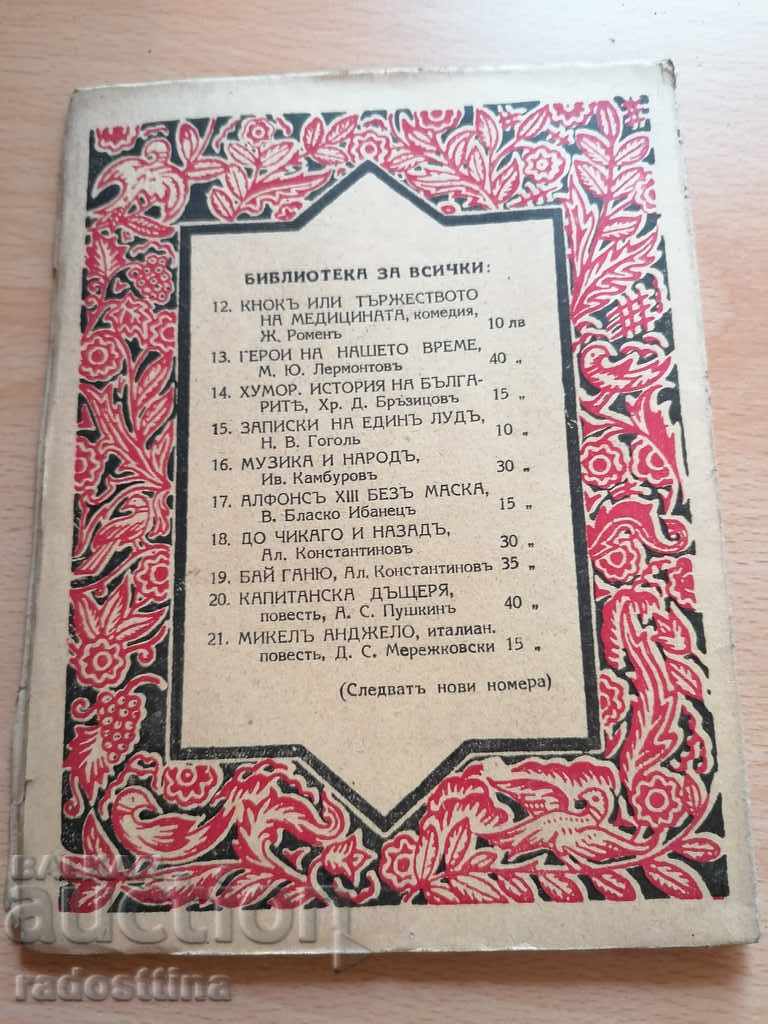 БИБЛИОТЕКА ЗА ВСИЧКИ:
12. КНОКЪ ИЛИ ТЪРЖЕСТВОТО
НА МЕДИЦИНАТА, комедия,
Ж. Роменъ 10 лв
13. ГЕРОИ НА НАШЕТО ВРЕМЕ,
М. Ю. Лермонтовъ 40 „
14. ХУМОР. ИСТОРИЯ НА БЪЛГА-
РИТѢ, Хр. Д. Бръзицовъ 15 „
15. ЗАПИСКИ НА ЕДИНЪ ЛУДЪ,
Н. В. Гоголь 10 „
16. МУЗИКА И НАРОДЪ,
Ив. Камбуровъ 30 „
17. АЛФОНСЪ XIII БЕЗЪ МАСКА,
В. Бласко Ибанецъ 15 „
18. ДО ЧИКАГО И НАЗАДЪ,
Ал. Константиновъ 30 „
19. БАЙ ГАНЮ, Ал. Константиновъ 35 „
20. КАПИТАНСКА ДЪЩЕРЯ,
повесть, А. С. Пушкинъ 40 „
21. МИКЕЛЪ АНДЖЕЛО, италиан.
повесть, Д. С. Мережковски 15 „
(Следватъ нови номера)
BALKAN
auction
radosttina